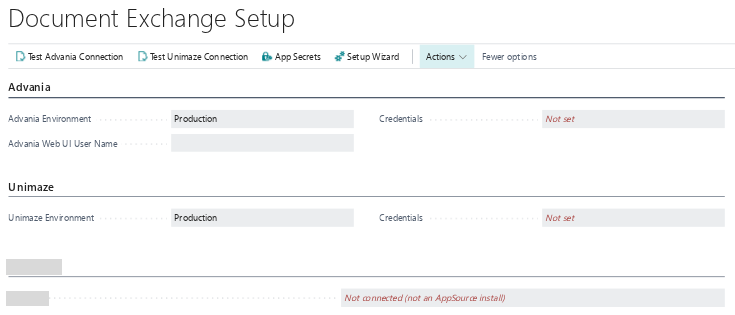 Document Exchange Setup
Test Advania Connection Test Unimaze Connection App Secrets Setup Wizard Actions Fewer options
Advania
Advania Environment Production Credentials Not set
Advania Web UI User Name
Unimaze
Unimaze Environment Production Credentials Not set
Not connected (not an AppSource install)